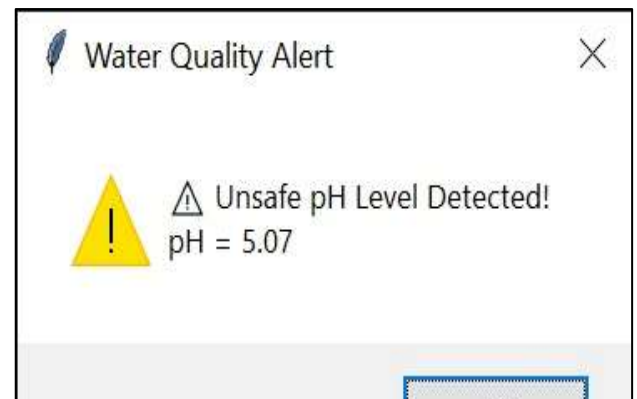 Water Quality Alert
⚠ Unsafe pH Level Detected!
pH = 5.07